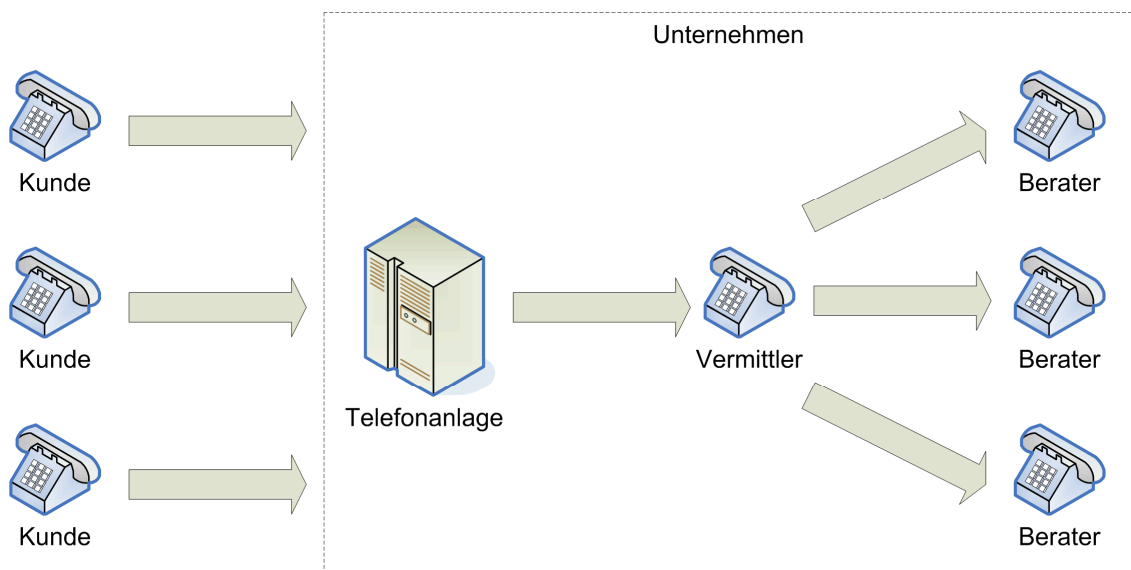 Unternehmen
Kunde
Berater
Kunde
Vermittler
Berater
Telefonanlage
Kunde
Berater